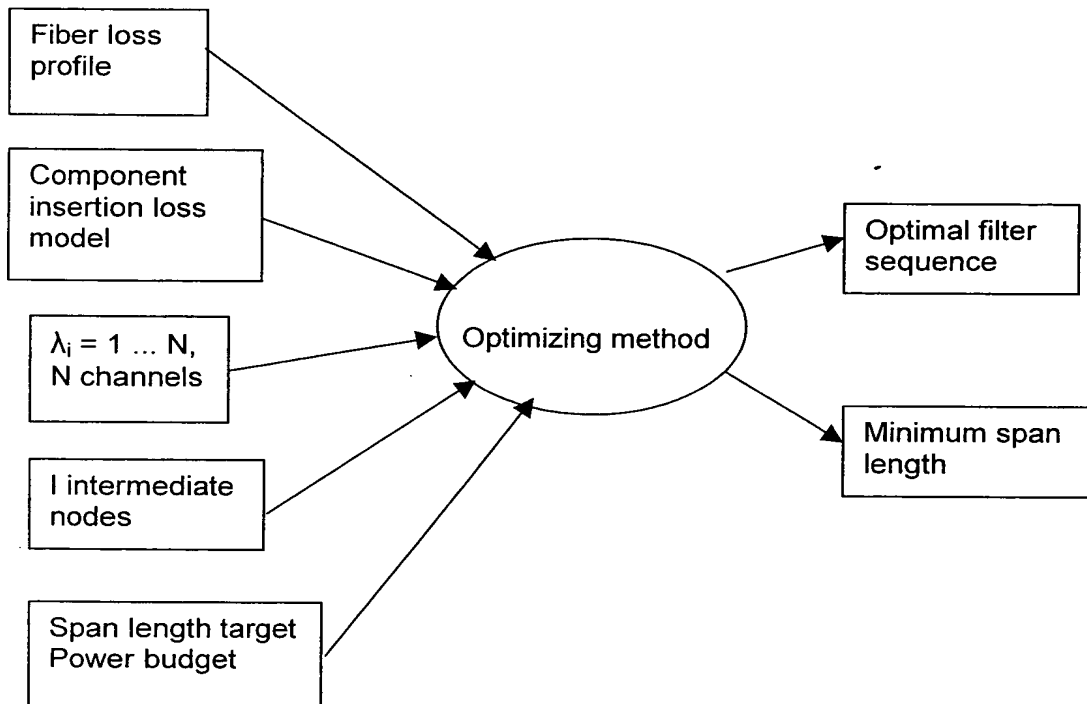 Fiber loss
profile
Component
insertion loss
model
λᵢ = 1 ... N,
N channels
I intermediate
nodes
Span length target
Power budget
Optimizing method
Optimal filter
sequence
Minimum span
length